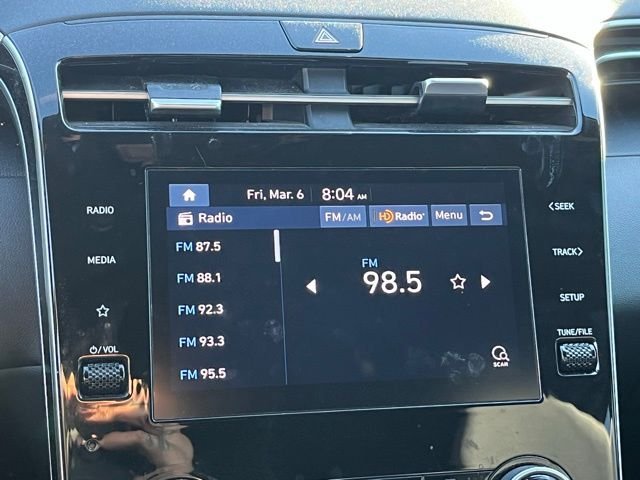 Fri, Mar. 6 8:04 AM
Radio FM/AM HD Radio Menu
RADIO
MEDIA
⏻/VOL
FM 87.5
FM 88.1
FM 92.3
FM 93.3
FM 95.5
FM
98.5
SCAN
<SEEK
TRACK>
SETUP
TUNE/FILE